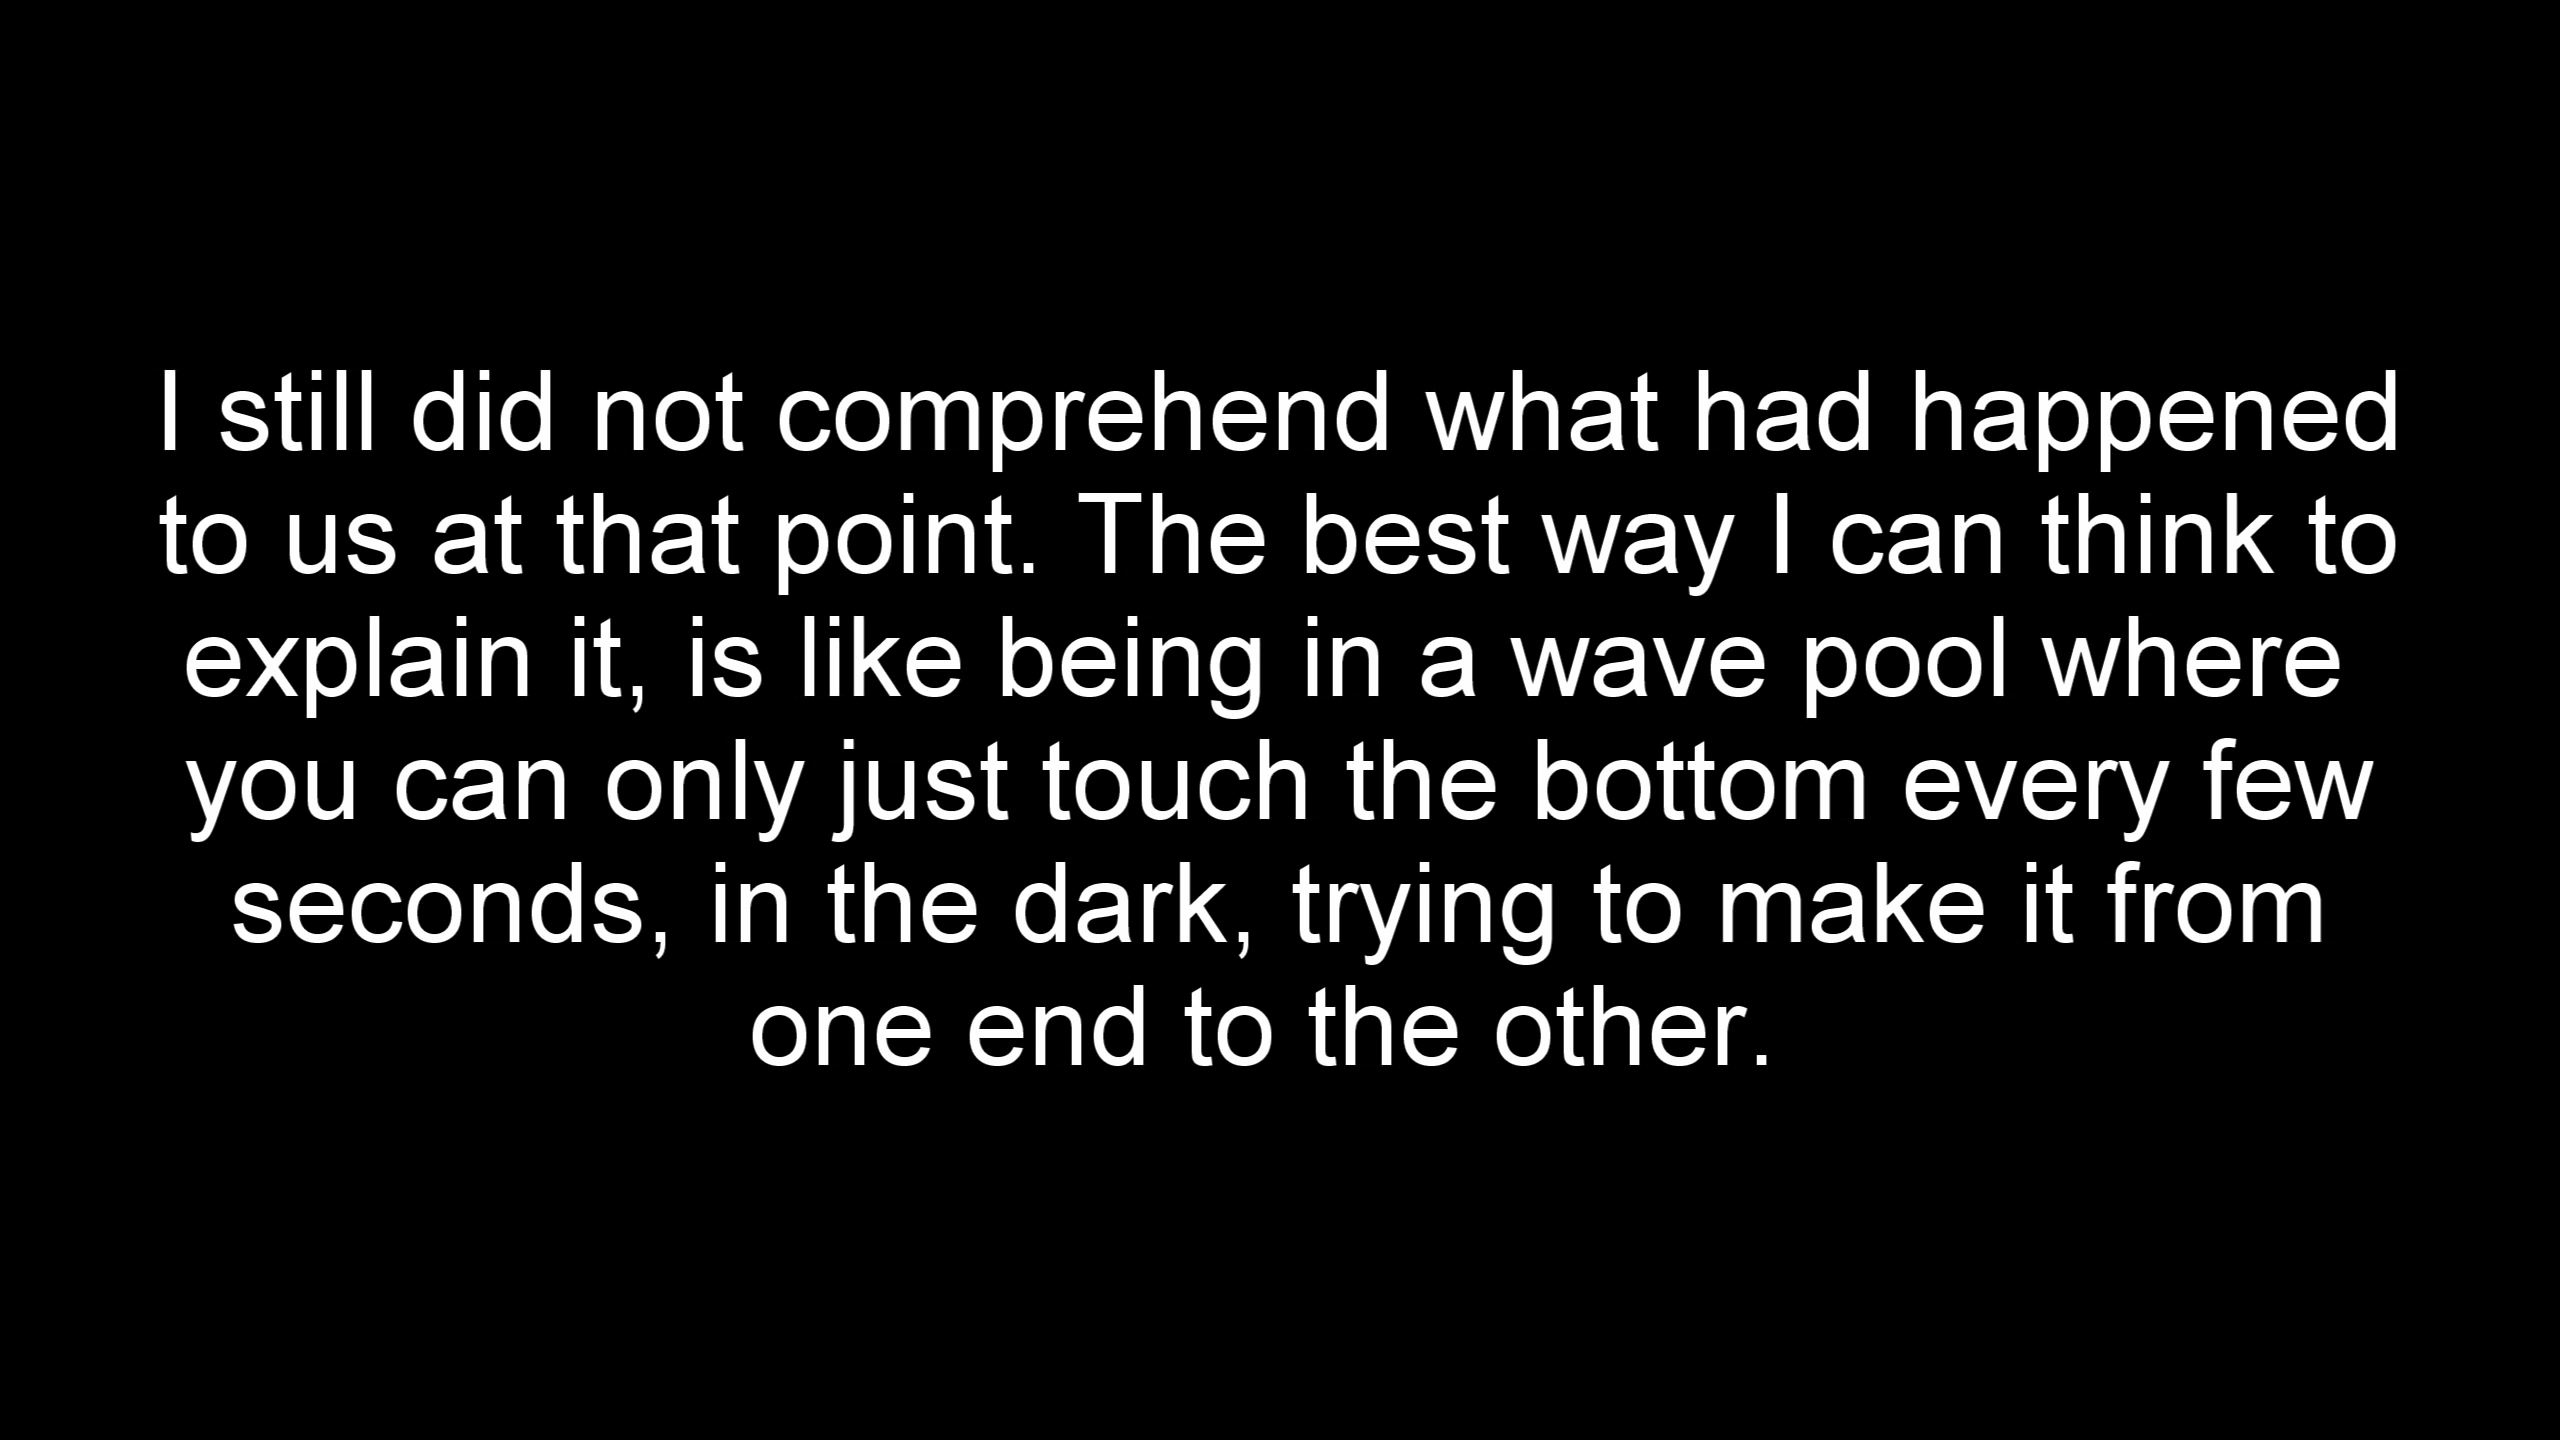 I still did not comprehend what had happened
to us at that point. The best way I can think to
explain it, is like being in a wave pool where
you can only just touch the bottom every few
seconds, in the dark, trying to make it from
one end to the other.